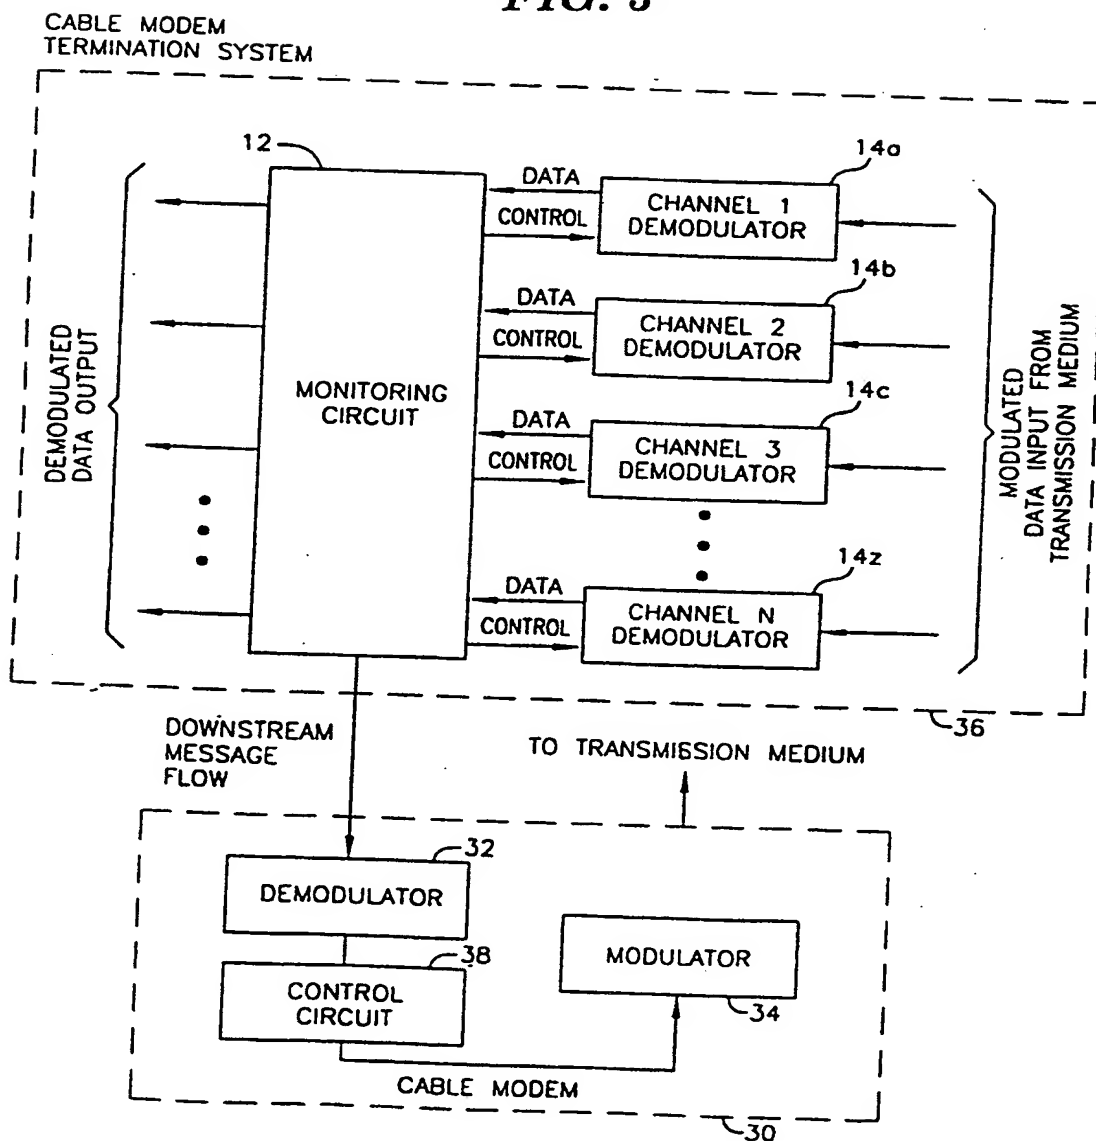 CABLE MODEM
TERMINATION SYSTEM
12
14a
DATA
CONTROL
CHANNEL 1
DEMODULATOR
14b
DATA
CONTROL
CHANNEL 2
DEMODULATOR
DEMODULATED
DATA OUTPUT
MONITORING
CIRCUIT
14c
DATA
CONTROL
CHANNEL 3
DEMODULATOR
MODULATED
DATA INPUT FROM
TRANSMISSION MEDIUM
14z
DATA
CONTROL
CHANNEL N
DEMODULATOR
36
DOWNSTREAM
MESSAGE
FLOW
TO TRANSMISSION MEDIUM
32
DEMODULATOR
38
CONTROL
CIRCUIT
MODULATOR
34
CABLE MODEM
30